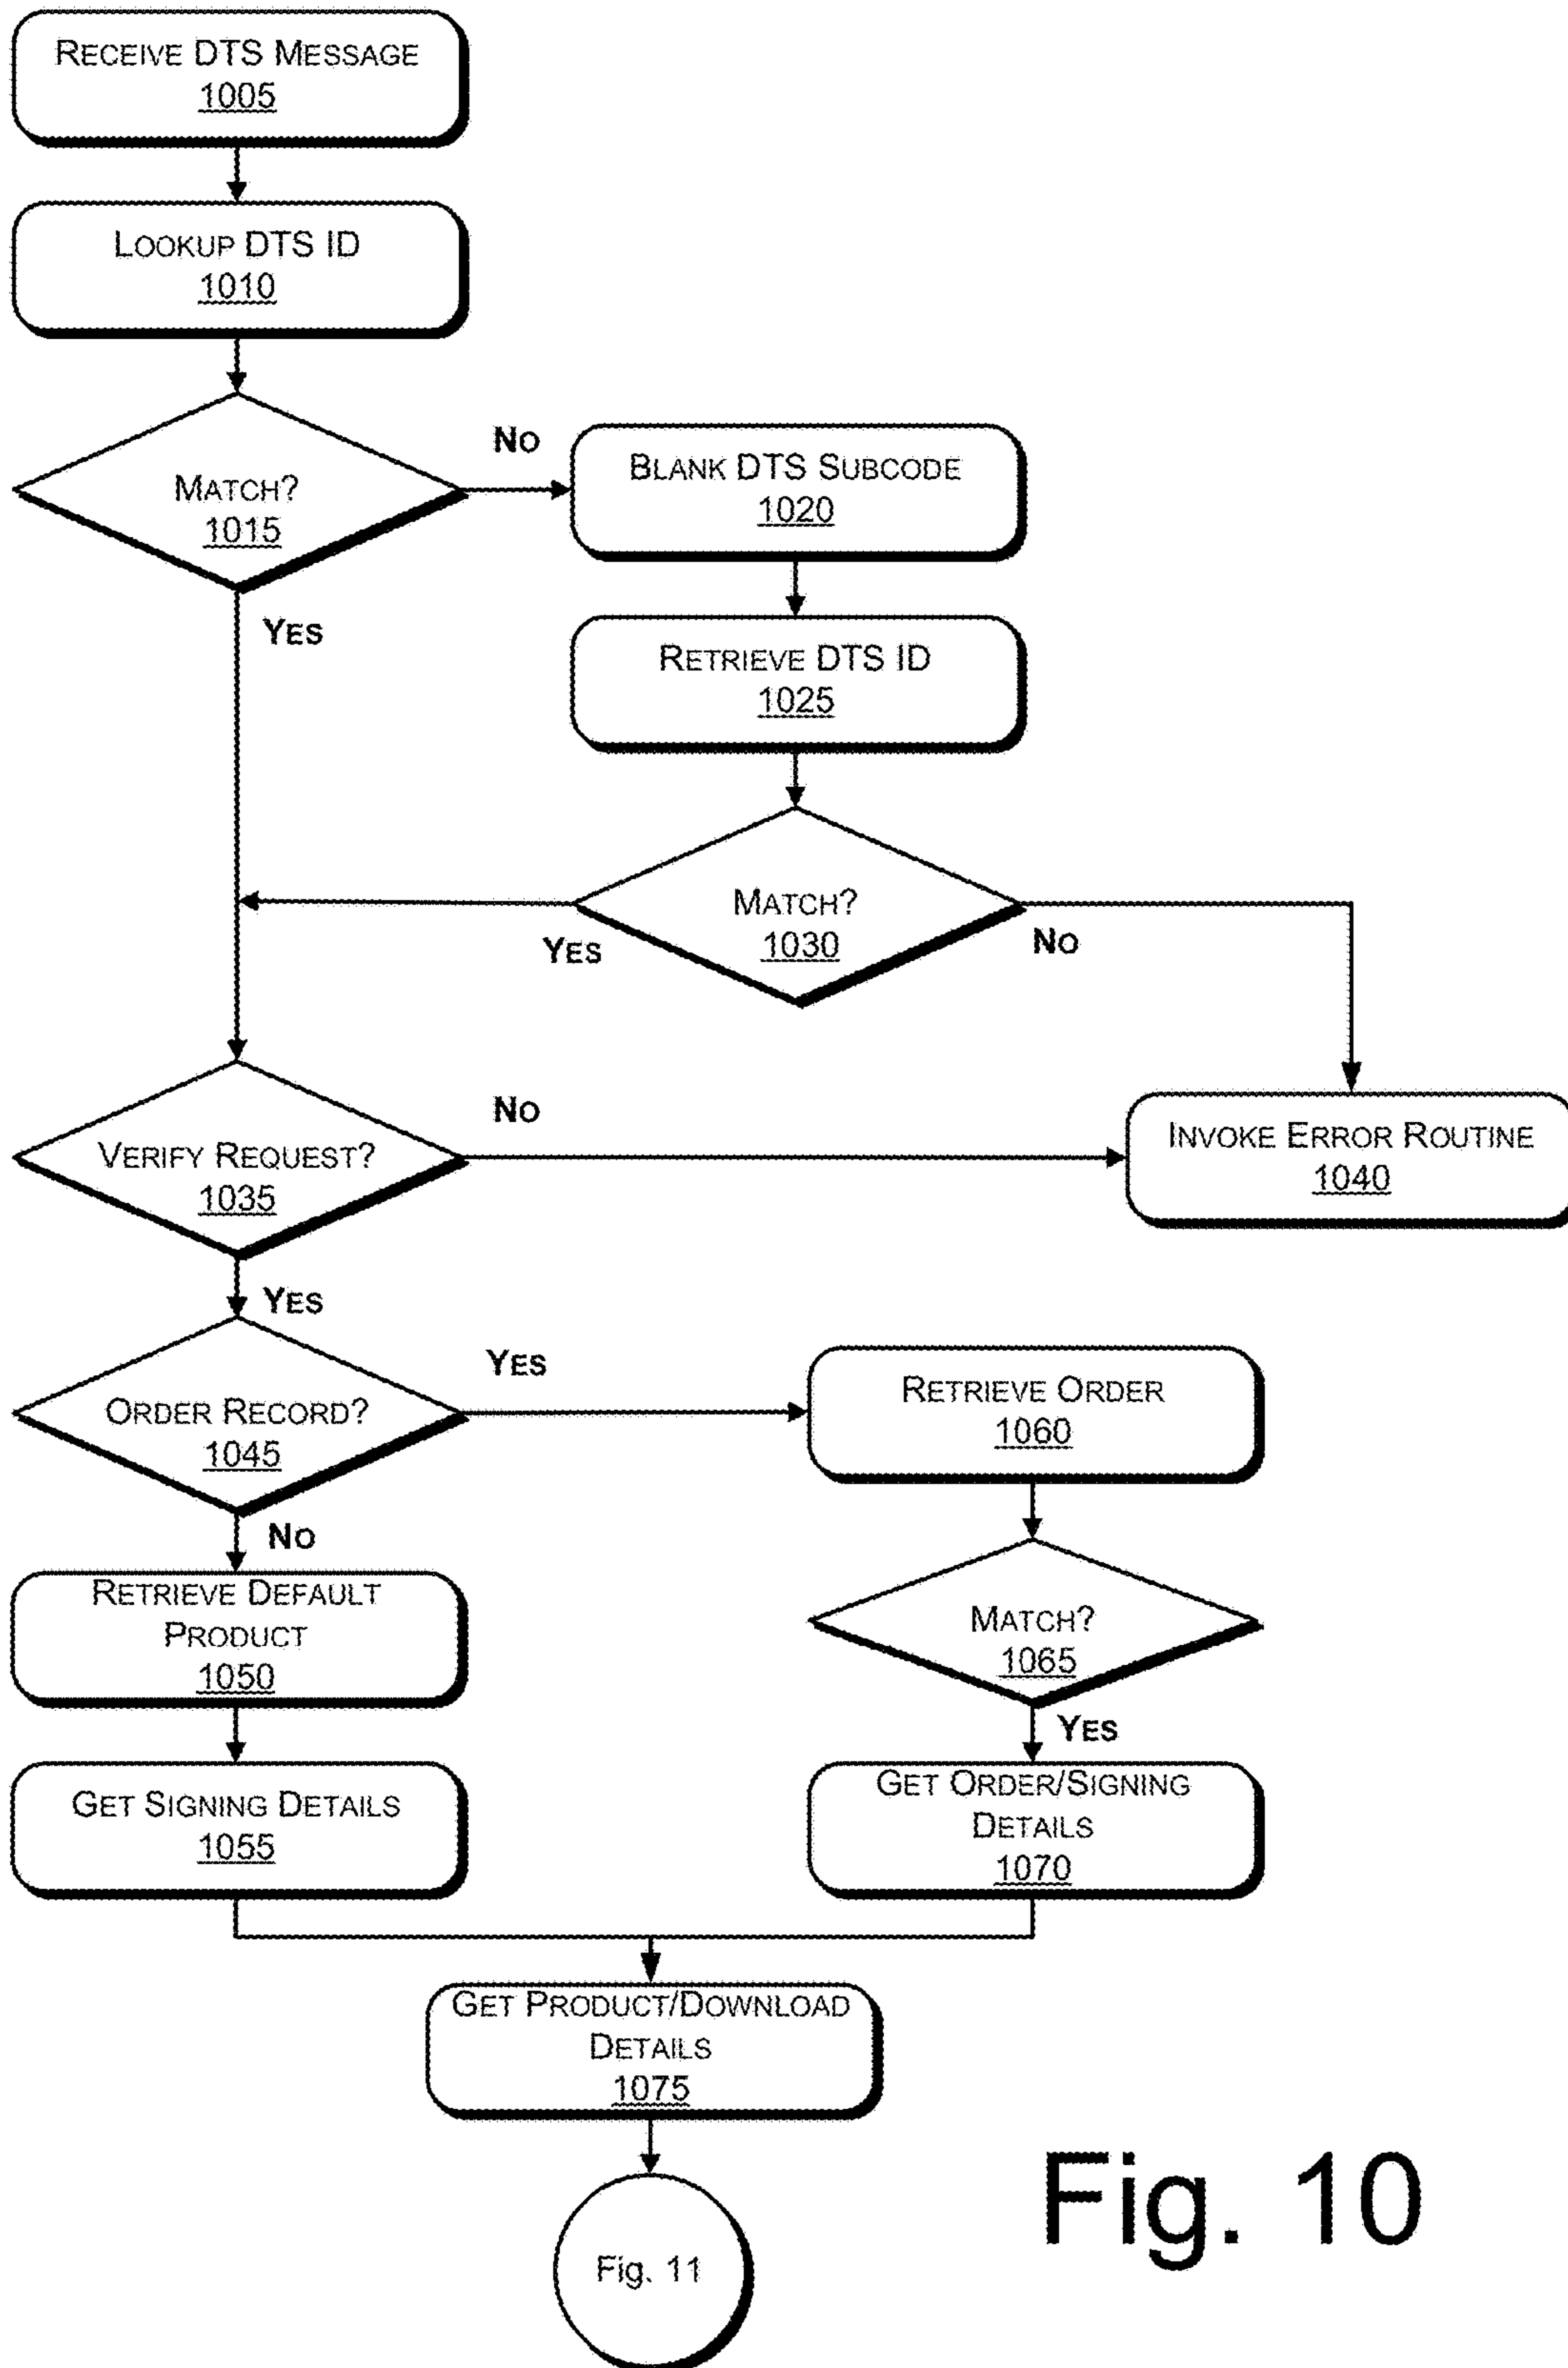 RECEIVE DTS MESSAGE
1005
LOOKUP DTS ID
1010
MATCH?
1015
NO
YES
BLANK DTS SUBCODE
1020
RETRIEVE DTS ID
1025
MATCH?
1030
YES
NO
VERIFY REQUEST?
1035
NO
YES
INVOKE ERROR ROUTINE
1040
ORDER RECORD?
1045
YES
NO
RETRIEVE ORDER
1060
RETRIEVE DEFAULT
PRODUCT
1050
MATCH?
1065
YES
GET SIGNING DETAILS
1055
GET ORDER/SIGNING
DETAILS
1070
GET PRODUCT/DOWNLOAD
DETAILS
1075
Fig. 11
Fig. 10